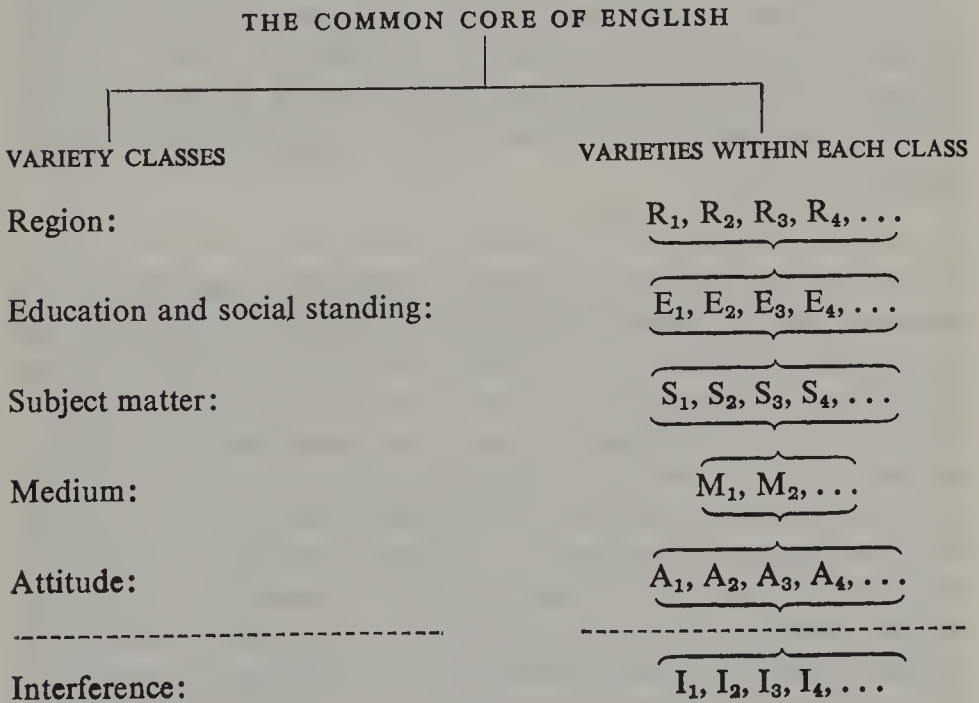 THE COMMON CORE OF ENGLISH
VARIETY CLASSES VARIETIES WITHIN EACH CLASS
Region: R₁, R₂, R₃, R₄, ...
Education and social standing: E₁, E₂, E₃, E₄, ...
Subject matter: S₁, S₂, S₃, S₄, ...
Medium: M₁, M₂, ...
Attitude: A₁, A₂, A₃, A₄, ...
Interference: I₁, I₂, I₃, I₄, ...